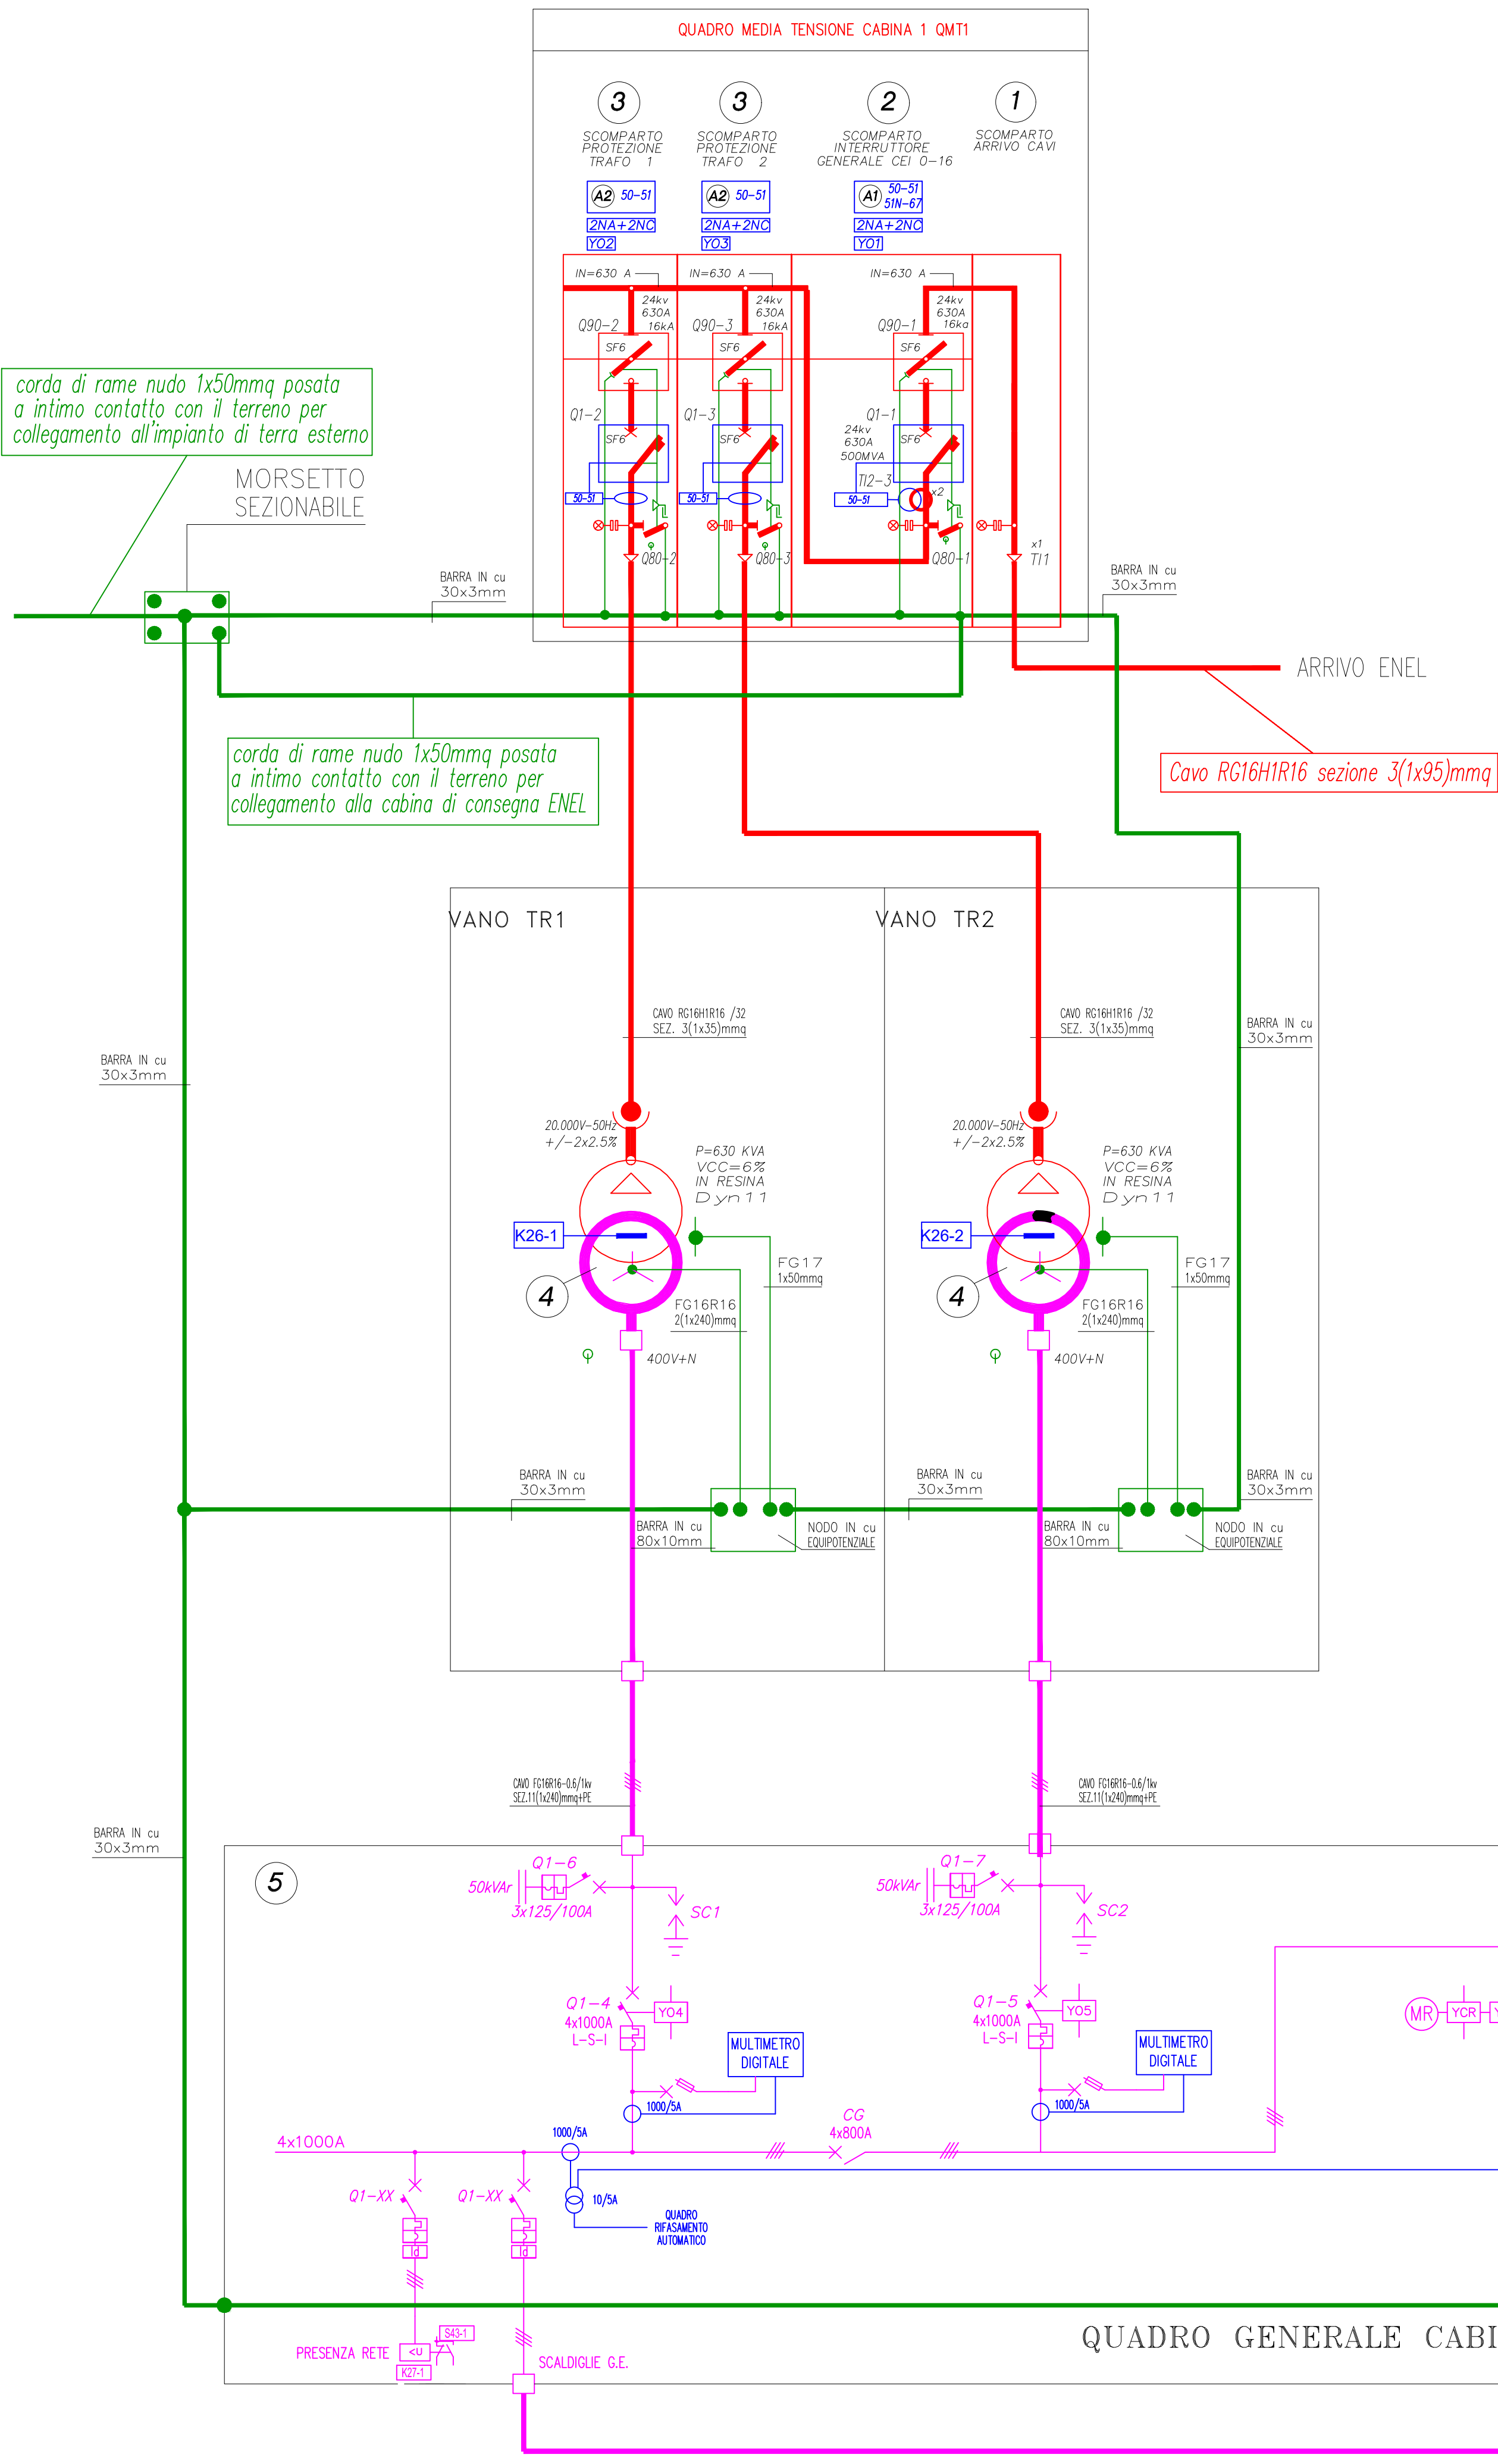 QUADRO MEDIA TENSIONE CABINA 1 QMT1
3
SCOMPARTO
PROTEZIONE
TRAFO 1
3
SCOMPARTO
PROTEZIONE
TRAFO 2
2
SCOMPARTO
INTERRUTTORE
GENERALE CEI 0-16
1
SCOMPARTO
ARRIVO CAVI
A2 50-51
2NA+2NC
YO2
A2 50-51
2NA+2NC
YO3
A1 50-51
51N-67
2NA+2NC
YO1
IN=630 A
24kv
630A
16kA
Q90-2
SF6
Q1-2
SF6
50-51
Q80-2
IN=630 A
24kv
630A
16kA
Q90-3
SF6
Q1-3
SF6
50-51
Q80-3
IN=630 A
24kv
630A
16ka
Q90-1
SF6
Q1-1
24kv
630A
500MVA
SF6
TI2-3
x2
50-51
Q80-1
x1
TI1
corda di rame nudo 1x50mmq posata
a intimo contatto con il terreno per
collegamento all'impianto di terra esterno
MORSETTO
SEZIONABILE
BARRA IN cu
30x3mm
BARRA IN cu
30x3mm
ARRIVO ENEL
corda di rame nudo 1x50mmq posata
a intimo contatto con il terreno per
collegamento alla cabina di consegna ENEL
Cavo RG16H1R16 sezione 3(1x95)mmq
VANO TR1
VANO TR2
CAVO RG16H1R16 /32
SEZ. 3(1x35)mmq
CAVO RG16H1R16 /32
SEZ. 3(1x35)mmq
BARRA IN cu
30x3mm
BARRA IN cu
30x3mm
20.000V-50Hz
+/-2x2.5%
P=630 KVA
VCC=6%
IN RESINA
Dyn11
K26-1
4
FG17
1x50mmq
FG16R16
2(1x240)mmq
400V+N
20.000V-50Hz
+/-2x2.5%
P=630 KVA
VCC=6%
IN RESINA
Dyn11
K26-2
4
FG17
1x50mmq
FG16R16
2(1x240)mmq
400V+N
BARRA IN cu
30x3mm
BARRA IN cu
30x3mm
BARRA IN cu
30x3mm
BARRA IN cu
80x10mm
NODO IN cu
EQUIPOTENZIALE
BARRA IN cu
80x10mm
NODO IN cu
EQUIPOTENZIALE
CAVO FG16R16-0.6/1kv
SEZ.11(1x240)mmq+PE
CAVO FG16R16-0.6/1kv
SEZ.11(1x240)mmq+PE
BARRA IN cu
30x3mm
5
Q1-6
50kVAr
3x125/100A
SC1
Q1-7
50kVAr
3x125/100A
SC2
Q1-4
4x1000A
L-S-I
YO4
MULTIMETRO
DIGITALE
1000/5A
Q1-5
4x1000A
L-S-I
YO5
MULTIMETRO
DIGITALE
1000/5A
MR
YCR
4x1000A
1000/5A
CG
4x800A
Q1-XX
Id
Q1-XX
Id
10/5A
QUADRO
RIFASAMENTO
AUTOMATICO
S43-1
PRESENZA RETE
<U
K27-1
SCALDIGLIE G.E.
QUADRO GENERALE CABI